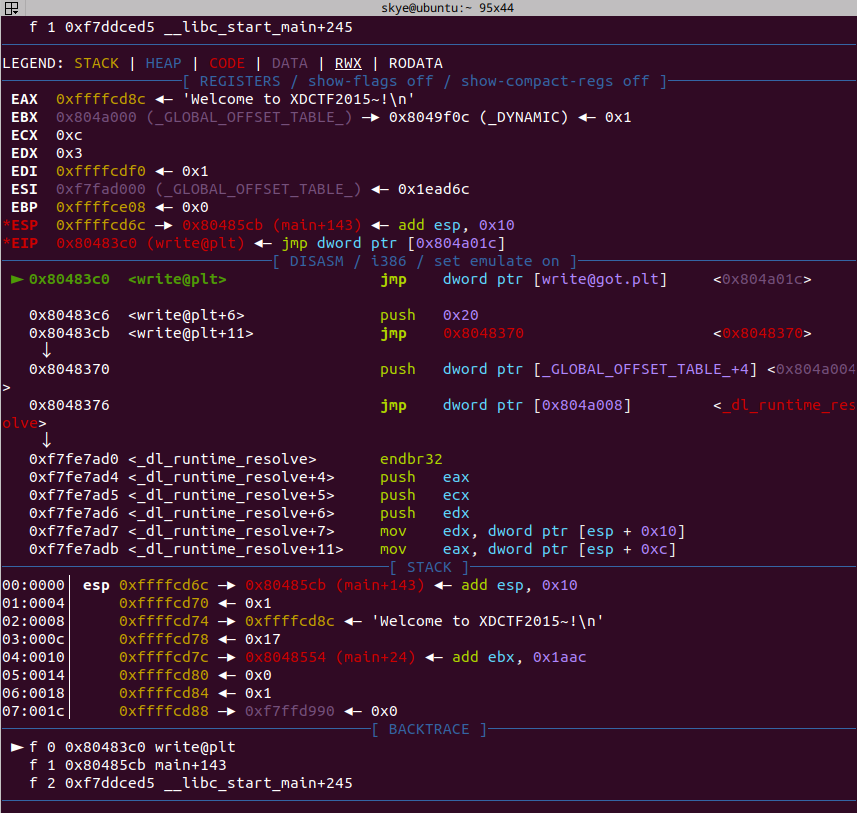 skye@ubuntu:~ 95x44
f 1 0xf7ddced5 __libc_start_main+245
LEGEND: STACK | HEAP | CODE | DATA | RWX | RODATA
[ REGISTERS / show-flags off / show-compact-regs off ]
EAX 0xffffcd8c ◂— 'Welcome to XDCTF2015~!\n'
EBX 0x804a000 (_GLOBAL_OFFSET_TABLE_) —▸ 0x8049f0c (_DYNAMIC) ◂— 0x1
ECX 0xc
EDX 0x3
EDI 0xffffcdf0 ◂— 0x1
ESI 0xf7fad000 (_GLOBAL_OFFSET_TABLE_) ◂— 0x1ead6c
EBP 0xffffce08 ◂— 0x0
*ESP 0xffffcd6c —▸ 0x80485cb (main+143) ◂— add esp, 0x10
*EIP 0x80483c0 (write@plt) ◂— jmp dword ptr [0x804a01c]
[ DISASM / i386 / set emulate on ]
► 0x80483c0 <write@plt> jmp dword ptr [write@got.plt] <0x804a01c>
0x80483c6 <write@plt+6> push 0x20
0x80483cb <write@plt+11> jmp 0x8048370 <0x8048370>
↓
0x8048370 push dword ptr [_GLOBAL_OFFSET_TABLE_+4] <0x804a004
>
0x8048376 jmp dword ptr [0x804a008] <_dl_runtime_res
olve>
↓
0xf7fe7ad0 <_dl_runtime_resolve> endbr32
0xf7fe7ad4 <_dl_runtime_resolve+4> push eax
0xf7fe7ad5 <_dl_runtime_resolve+5> push ecx
0xf7fe7ad6 <_dl_runtime_resolve+6> push edx
0xf7fe7ad7 <_dl_runtime_resolve+7> mov edx, dword ptr [esp + 0x10]
0xf7fe7adb <_dl_runtime_resolve+11> mov eax, dword ptr [esp + 0xc]
[ STACK ]
00:0000│ esp 0xffffcd6c —▸ 0x80485cb (main+143) ◂— add esp, 0x10
01:0004│ 0xffffcd70 ◂— 0x1
02:0008│ 0xffffcd74 —▸ 0xffffcd8c ◂— 'Welcome to XDCTF2015~!\n'
03:000c│ 0xffffcd78 ◂— 0x17
04:0010│ 0xffffcd7c —▸ 0x8048554 (main+24) ◂— add ebx, 0x1aac
05:0014│ 0xffffcd80 ◂— 0x0
06:0018│ 0xffffcd84 ◂— 0x1
07:001c│ 0xffffcd88 —▸ 0xf7ffd990 ◂— 0x0
[ BACKTRACE ]
► f 0 0x80483c0 write@plt
f 1 0x80485cb main+143
f 2 0xf7ddced5 __libc_start_main+245